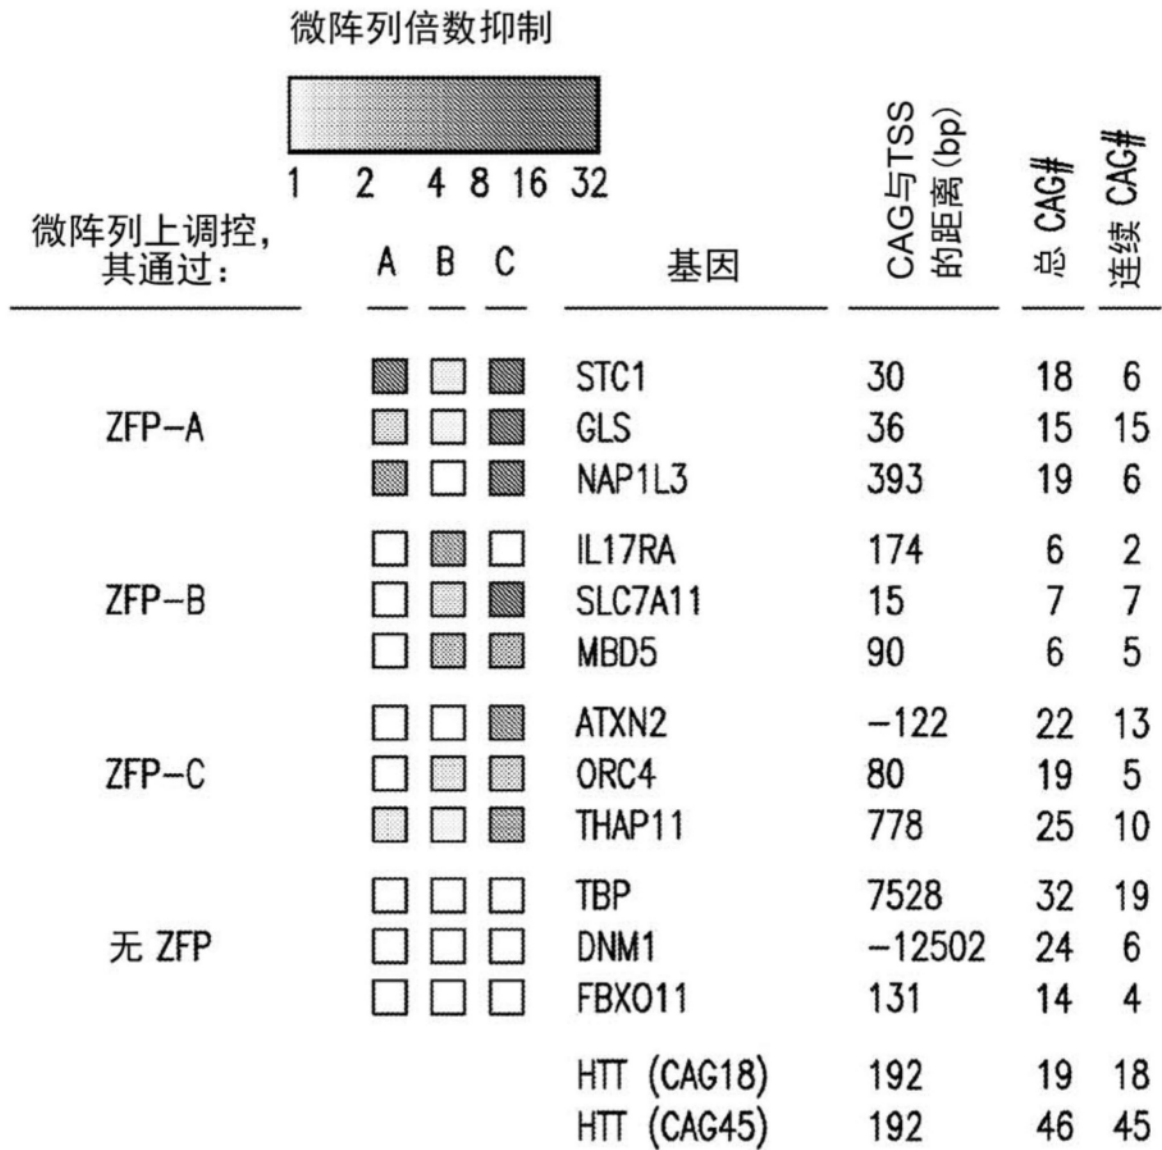 微阵列倍数抑制
1 2 4 8 16 32
微阵列上调控，
其通过：
A B C 基因 CAG与TSS的距离(bp) 总 CAG# 连续 CAG#
STC1 30 18 6
ZFP-A GLS 36 15 15
NAP1L3 393 19 6
IL17RA 174 6 2
ZFP-B SLC7A11 15 7 7
MBD5 90 6 5
ATXN2 -122 22 13
ZFP-C ORC4 80 19 5
THAP11 778 25 10
TBP 7528 32 19
无 ZFP DNM1 -12502 24 6
FBXO11 131 14 4
HTT (CAG18) 192 19 18
HTT (CAG45) 192 46 45